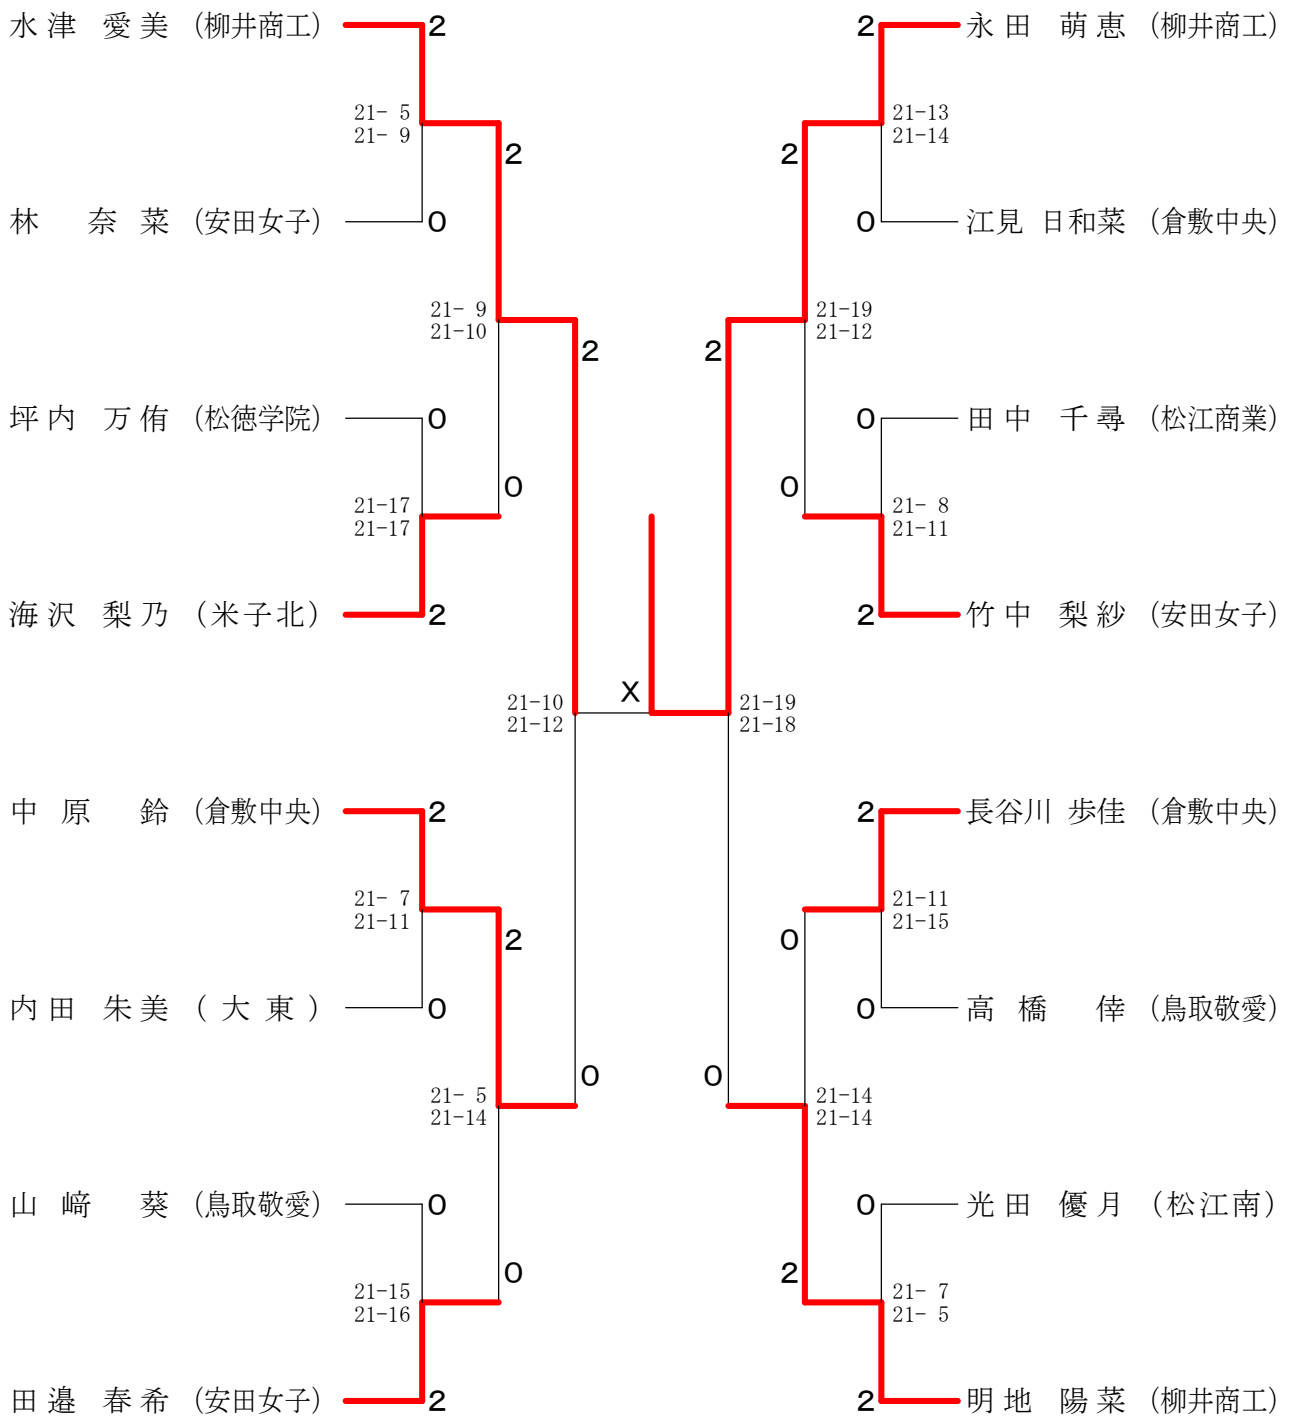 水津 愛美 (柳井商工) 2 2 永田 萌恵 (柳井商工)
21- 5 21-13
21- 9 21-14
2 2
林 奈菜 (安田女子) 0 0 江見 日和菜 (倉敷中央)
21- 9 21-19
21-10 21-12
2 2
坪内 万侑 (松徳学院) 0 0 田中 千尋 (松江商業)
0 0
21-17 21- 8
21-17 21-11
海沢 梨乃 (米子北) 2 2 竹中 梨紗 (安田女子)
X
21-10 21-19
21-12 21-18
中原 鈴 (倉敷中央) 2 2 長谷川 歩佳 (倉敷中央)
21- 7 21-11
21-11 21-15
2 0
内田 朱美 (大東) 0 0 高橋 倖 (鳥取敬愛)
0 0
21- 5 21-14
21-14 21-14
山﨑 葵 (鳥取敬愛) 0 0 光田 優月 (松江南)
0 2
21-15 21- 7
21-16 21- 5
田邉 春希 (安田女子) 2 2 明地 陽菜 (柳井商工)